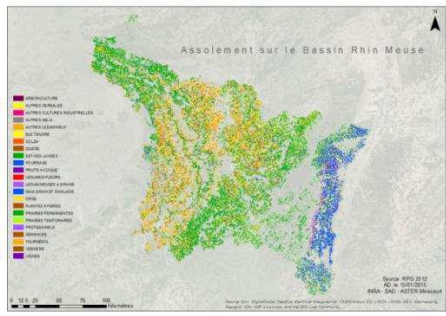 N
Assolement sur le Bassin Rhin Meuse
ARBORICULTURE
AUTRES CEREALES
AUTRES CULTURES INDUSTRIELLES
AUTRES GELS
BLE TENDRE
COLZA
ESTIVES LANDES
FOURRAGE
FRUITS A COQUE
LEGUMES FLEURS
MAIS GRAIN ET ENSILAGE
ORGE
PLANTES A FIBRES
PRAIRIES PERMANENTES
PRAIRIES TEMPORAIRES
PROTEAGINEUX
SEMENCES
TOURNESOL
VERGERS
VIGNES
Source : RPG 2012
AD, le 15/01/2015
INRA - SAD - ASTER Mirecourt
0 12.5 25 50 75 100
Kilomètres